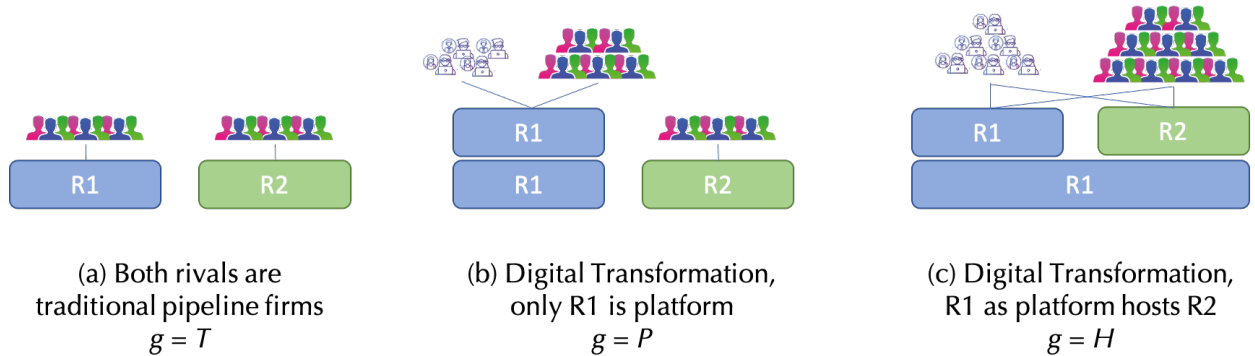 R1
R2
(a) Both rivals are
traditional pipeline firms
g = T
R1
R1
R2
(b) Digital Transformation,
only R1 is platform
g = P
R1
R2
R1
(c) Digital Transformation,
R1 as platform hosts R2
g = H